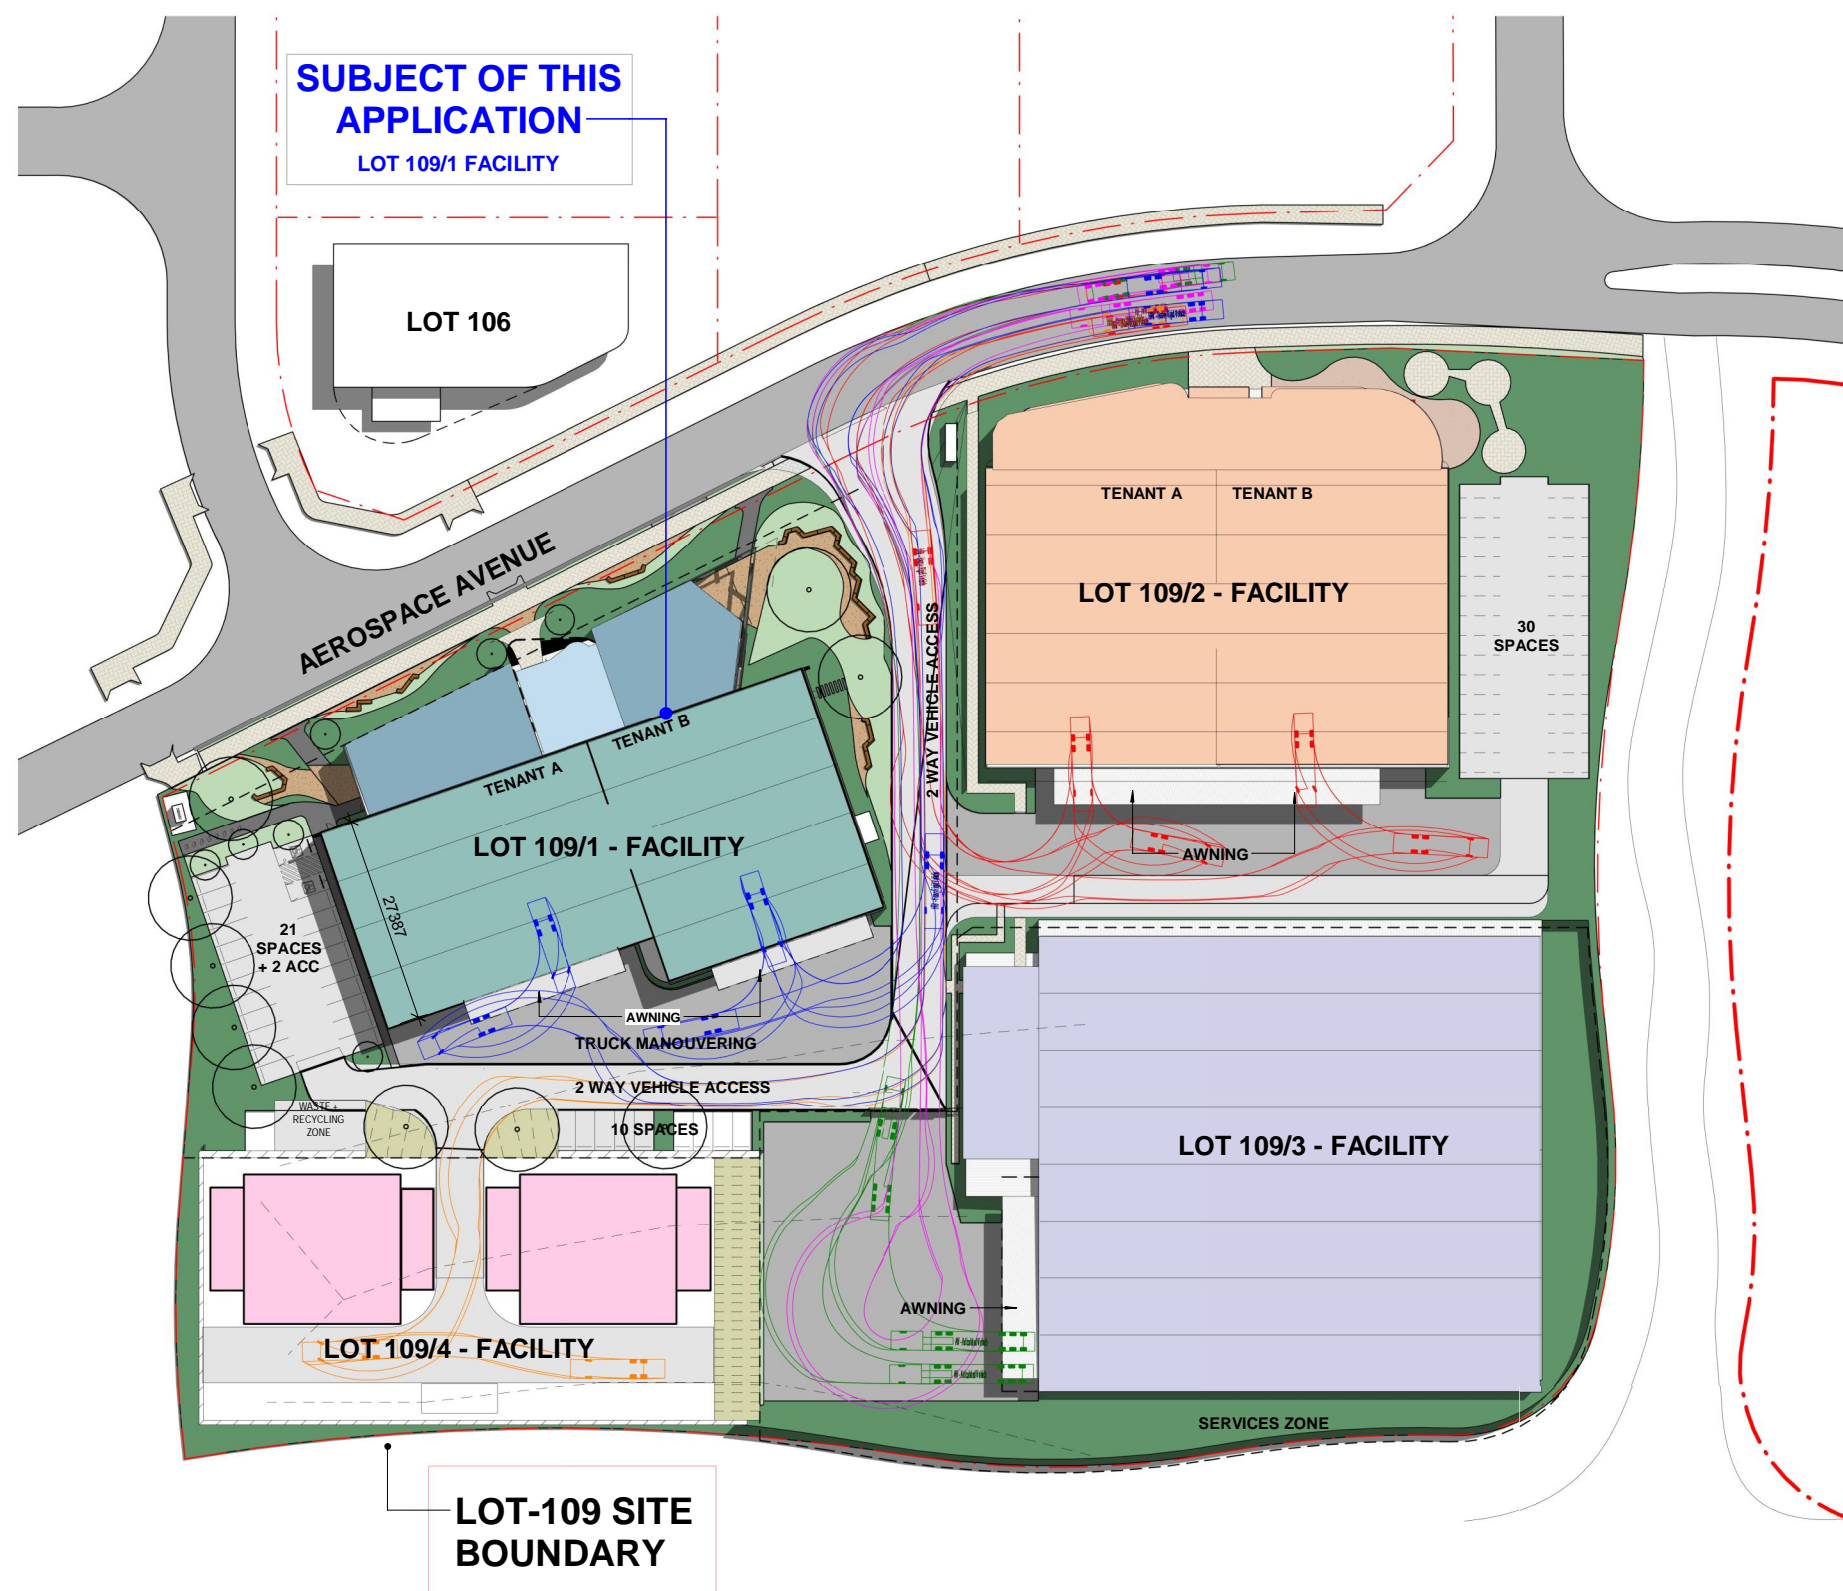 SUBJECT OF THIS
APPLICATION
LOT 109/1 FACILITY
LOT 106
AEROSPACE AVENUE
TENANT A
TENANT B
LOT 109/2 - FACILITY
30
SPACES
2 WAY VEHICLE ACCESS
TENANT A
TENANT B
LOT 109/1 - FACILITY
AWNING
27387
21
SPACES
+ 2 ACC
AWNING
TRUCK MANOUVERING
2 WAY VEHICLE ACCESS
WASTE +
RECYCLING
ZONE
10 SPACES
LOT 109/3 - FACILITY
AWNING
LOT 109/4 - FACILITY
SERVICES ZONE
LOT-109 SITE
BOUNDARY